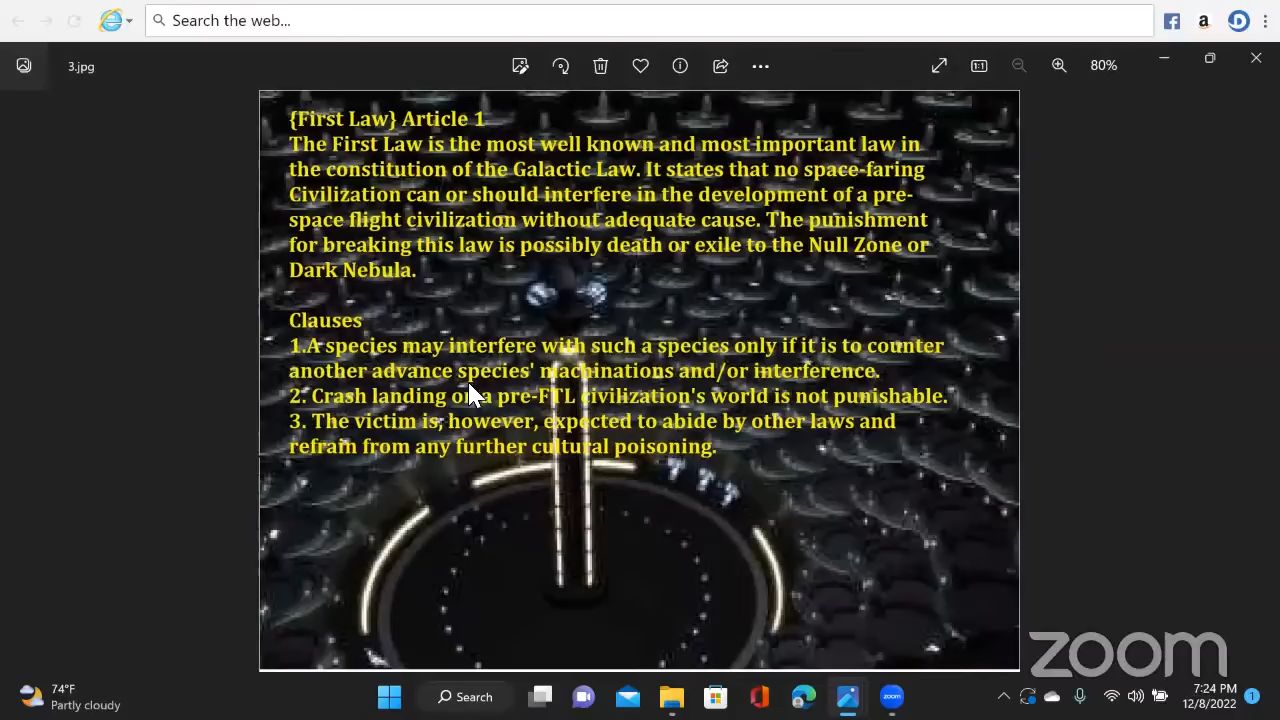 Search the web...
3.jpg
80%
{First Law} Article 1
The First Law is the most well known and most important law in
the constitution of the Galactic Law. It states that no space-faring
Civilization can or should interfere in the development of a pre-
space flight civilization without adequate cause. The punishment
for breaking this law is possibly death or exile to the Null Zone or
Dark Nebula.
Clauses
1.A species may interfere with such a species only if it is to counter
another advance species' machinations and/or interference.
2. Crash landing on a pre-FTL civilization's world is not punishable.
3. The victim is, however, expected to abide by other laws and
refrain from any further cultural poisoning.
zoom
74°F
Partly cloudy
Search
zoom
7:24 PM
12/8/2022
1